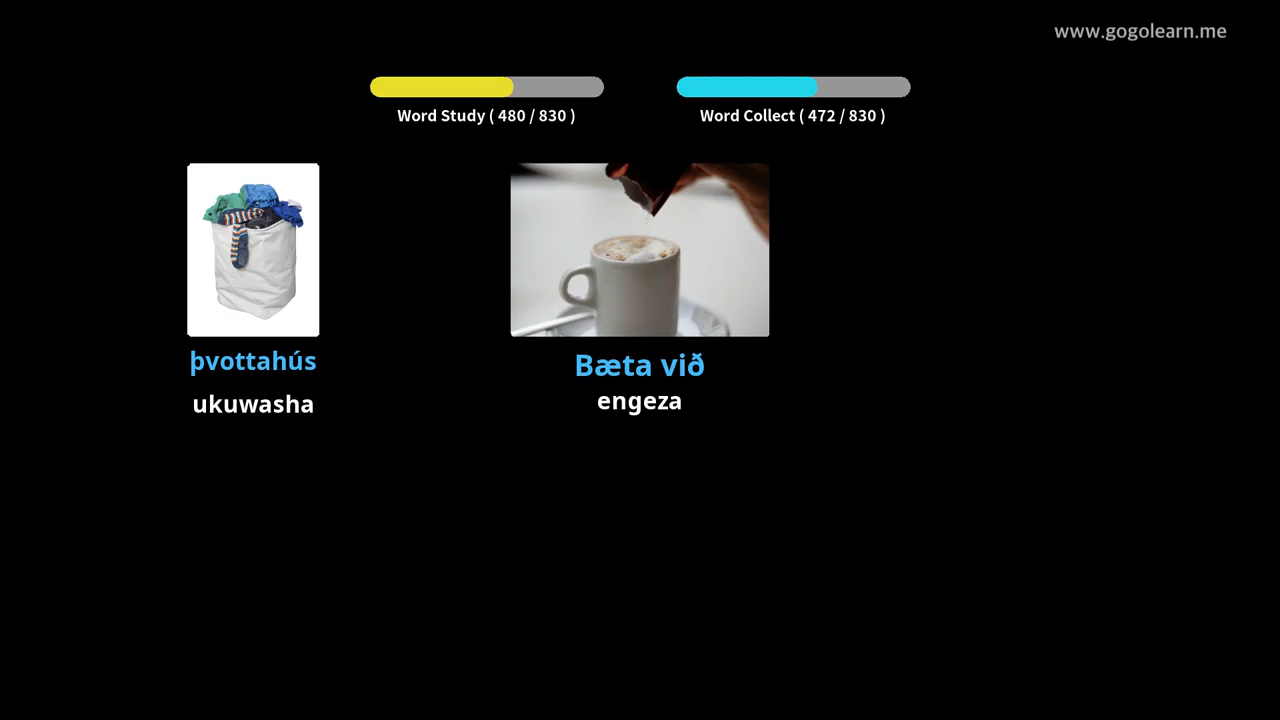 www.gogolearn.me
Word Study ( 480 / 830 )
Word Collect ( 472 / 830 )
þvottahús
ukuwasha
Bæta við
engeza